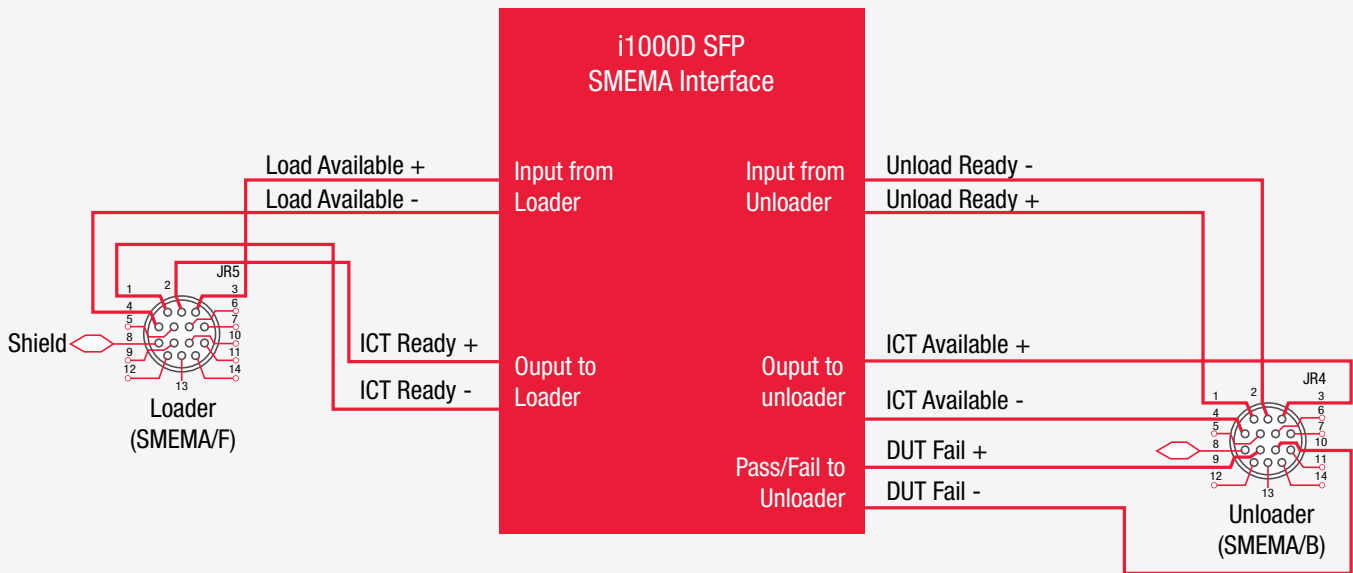 i1000D SFP
SMEMA Interface
Load Available +
Load Available -
Input from
Loader
Input from
Unloader
Unload Ready -
Unload Ready +
JR5
1
2
3
4
5
6
7
8
9
10
11
12
13
14
Shield
Loader
(SMEMA/F)
ICT Ready +
ICT Ready -
Ouput to
Loader
Ouput to
unloader
ICT Available +
ICT Available -
Pass/Fail to
Unloader
DUT Fail +
DUT Fail -
JR4
1
2
3
4
5
6
7
8
9
10
11
12
13
14
Unloader
(SMEMA/B)